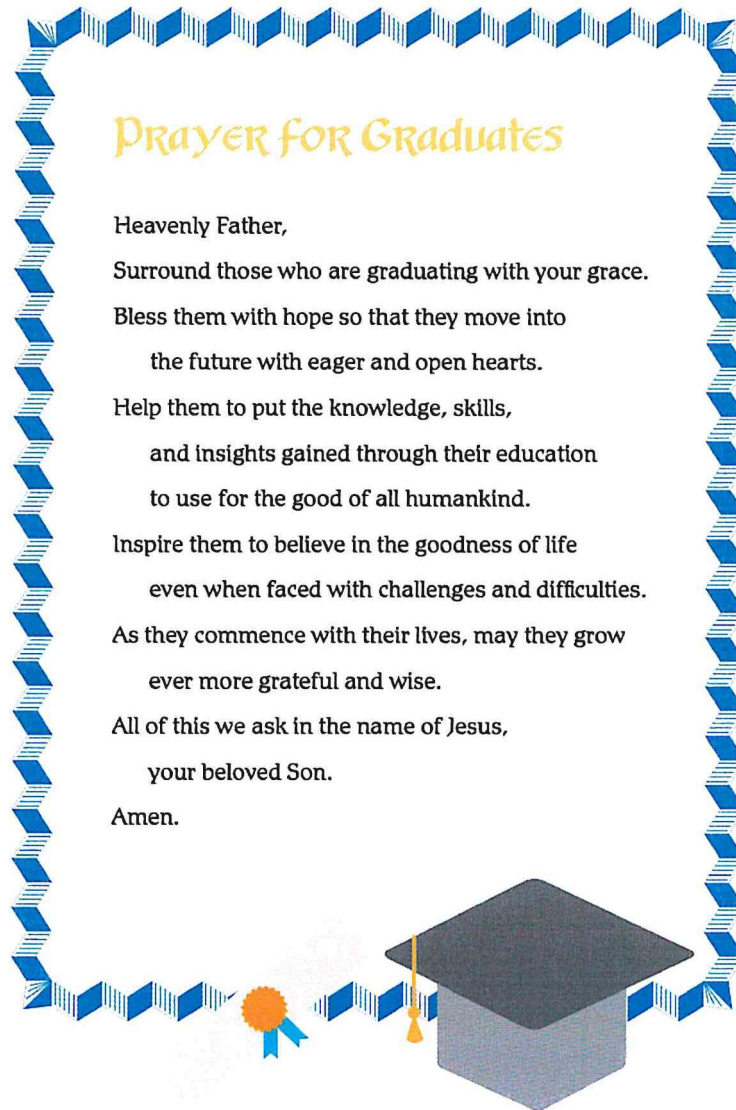 Prayer for Graduates
Heavenly Father,
Surround those who are graduating with your grace.
Bless them with hope so that they move into
the future with eager and open hearts.
Help them to put the knowledge, skills,
and insights gained through their education
to use for the good of all humankind.
Inspire them to believe in the goodness of life
even when faced with challenges and difficulties.
As they commence with their lives, may they grow
ever more grateful and wise.
All of this we ask in the name of Jesus,
your beloved Son.
Amen.